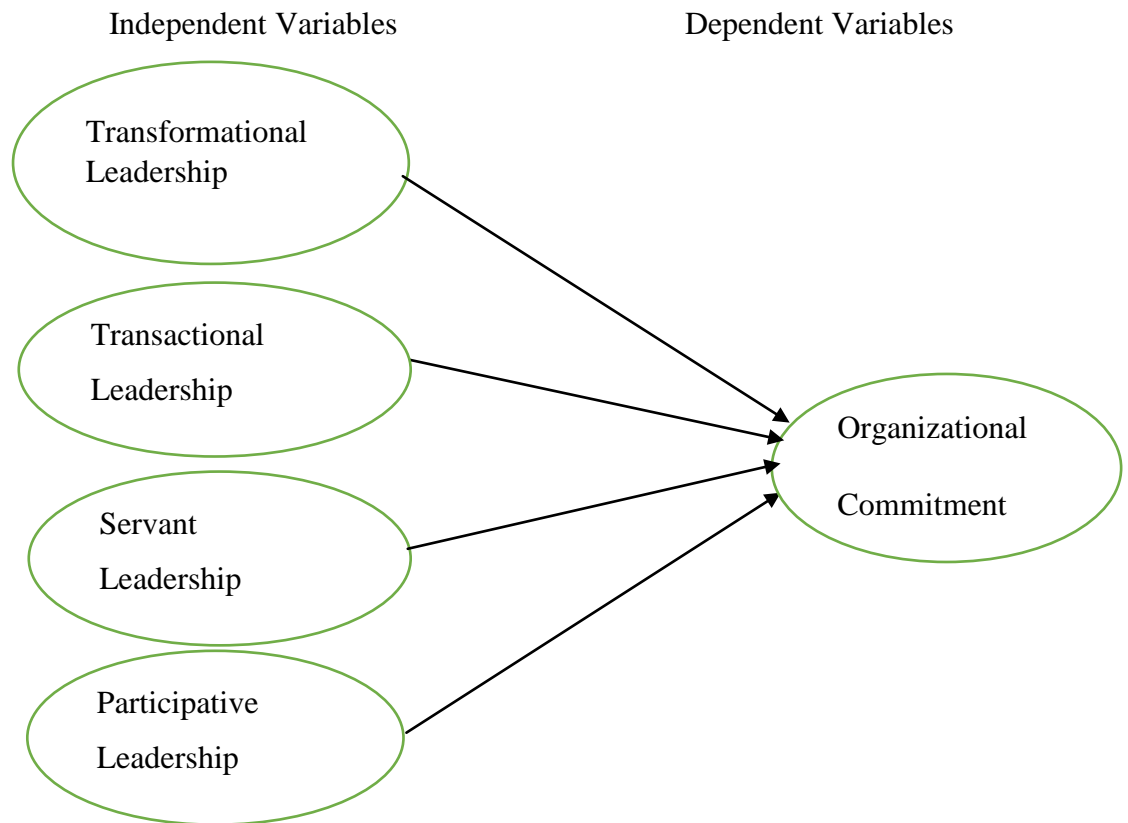 Independent Variables
Dependent Variables
Transformational
Leadership
Transactional
Leadership
Organizational
Commitment
Servant
Leadership
Participative
Leadership